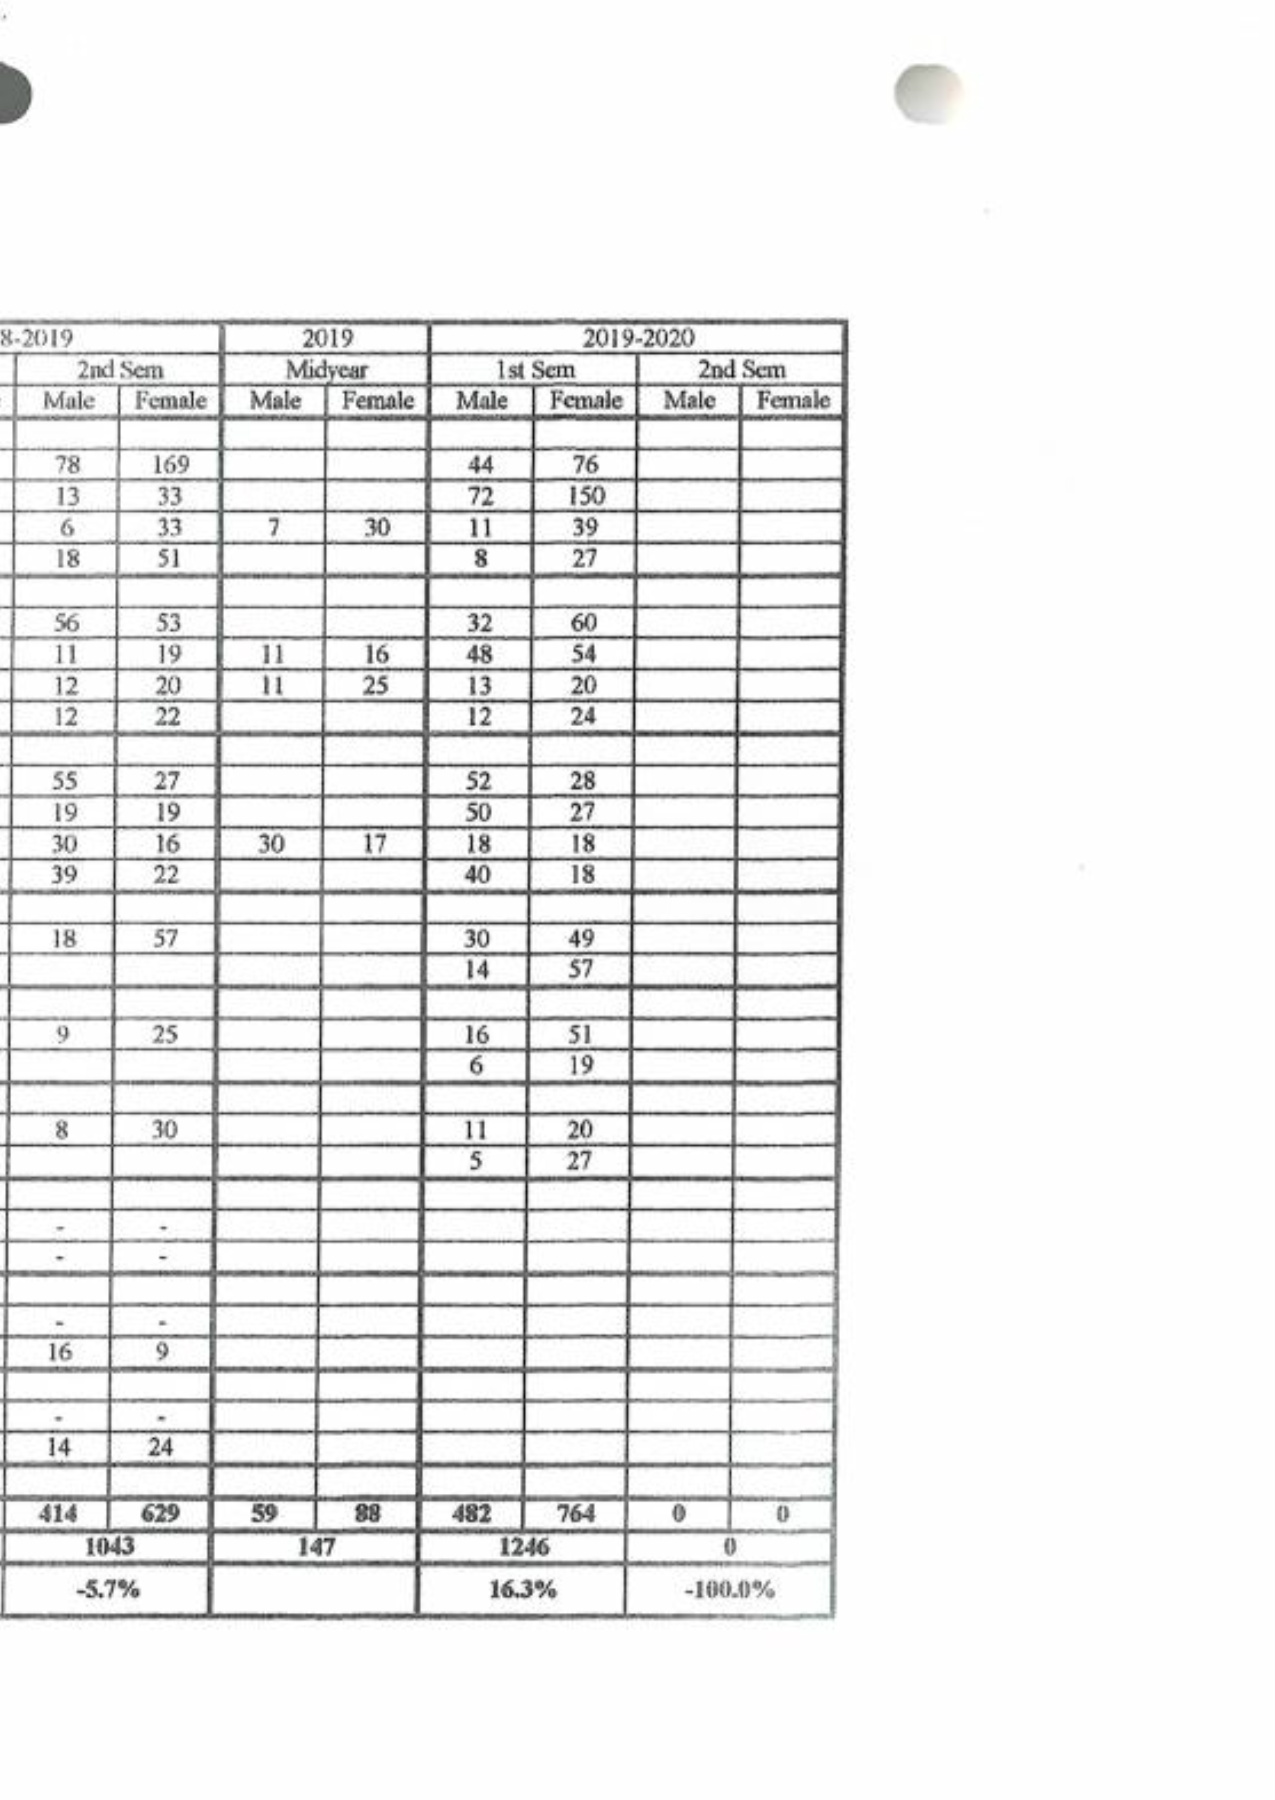 8-2019 2019 2019-2020
2nd Sem Midyear 1st Sem 2nd Sem
Male Female Male Female Male Female Male Female
78 169 44 76
13 33 72 150
6 33 7 30 11 39
18 51 8 27
56 53 32 60
11 19 11 16 48 54
12 20 11 25 13 20
12 22 12 24
55 27 52 28
19 19 50 27
30 16 30 17 18 18
39 22 40 18
18 57 30 49
14 57
9 25 16 51
6 19
8 30 11 20
5 27
- -
- -
- -
16 9
- -
14 24
414 629 59 88 482 764 0 0
1043 147 1246 0
-5.7% 16.3% -100.0%